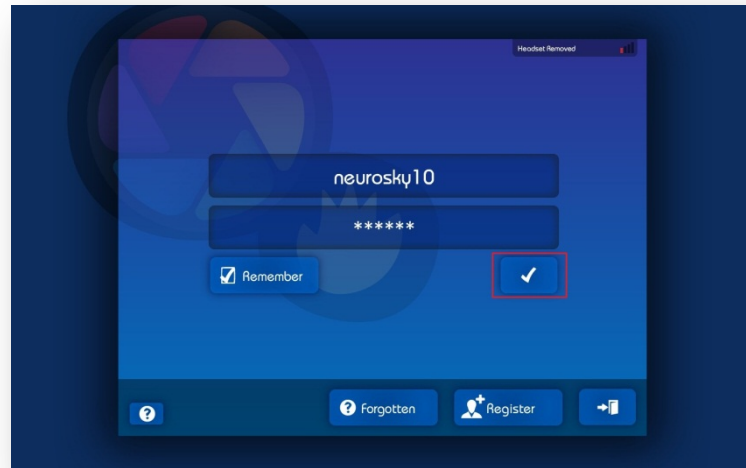 Headset Removed
neurosky10
******
Remember
Forgotten
Register